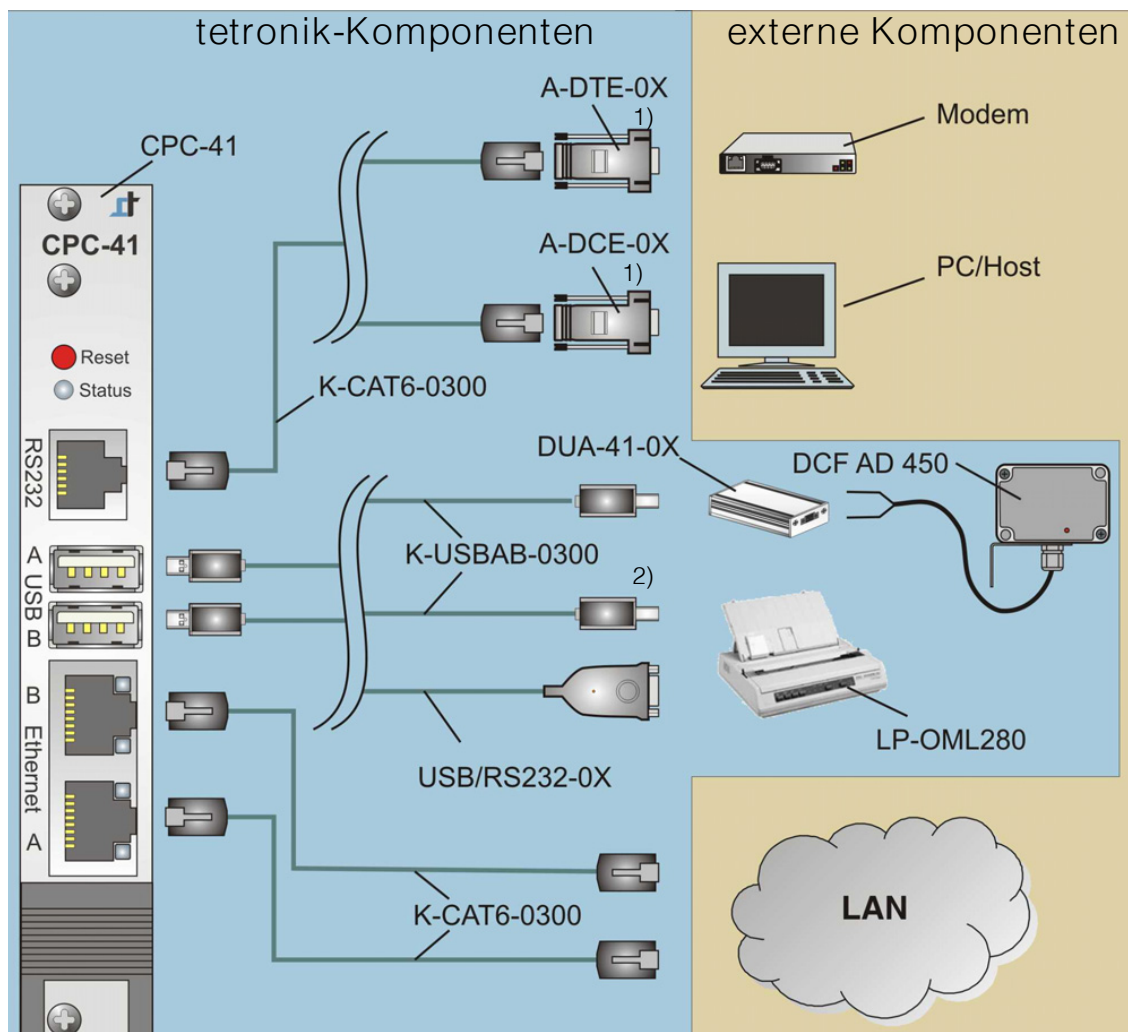 tetronik-Komponenten
externe Komponenten
A-DTE-0X
1)
Modem
CPC-41
CPC-41
A-DCE-0X
1)
PC/Host
Reset
Status
K-CAT6-0300
RS232
DUA-41-0X
DCF AD 450
A
USB
B
K-USBAB-0300
2)
B
Ethernet
A
LP-OML280
USB/RS232-0X
K-CAT6-0300
LAN